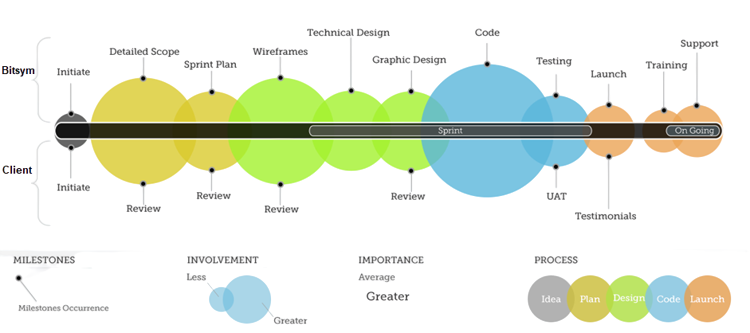 Bitsym
Client
Initiate
Detailed Scope
Sprint Plan
Wireframes
Technical Design
Graphic Design
Code
Testing
Launch
Training
Support
Sprint
On Going
Initiate
Review
Review
Review
Review
UAT
Testimonials
MILESTONES
Milestones Occurrence
INVOLVEMENT
Less
Greater
IMPORTANCE
Average
Greater
PROCESS
Idea
Plan
Design
Code
Launch